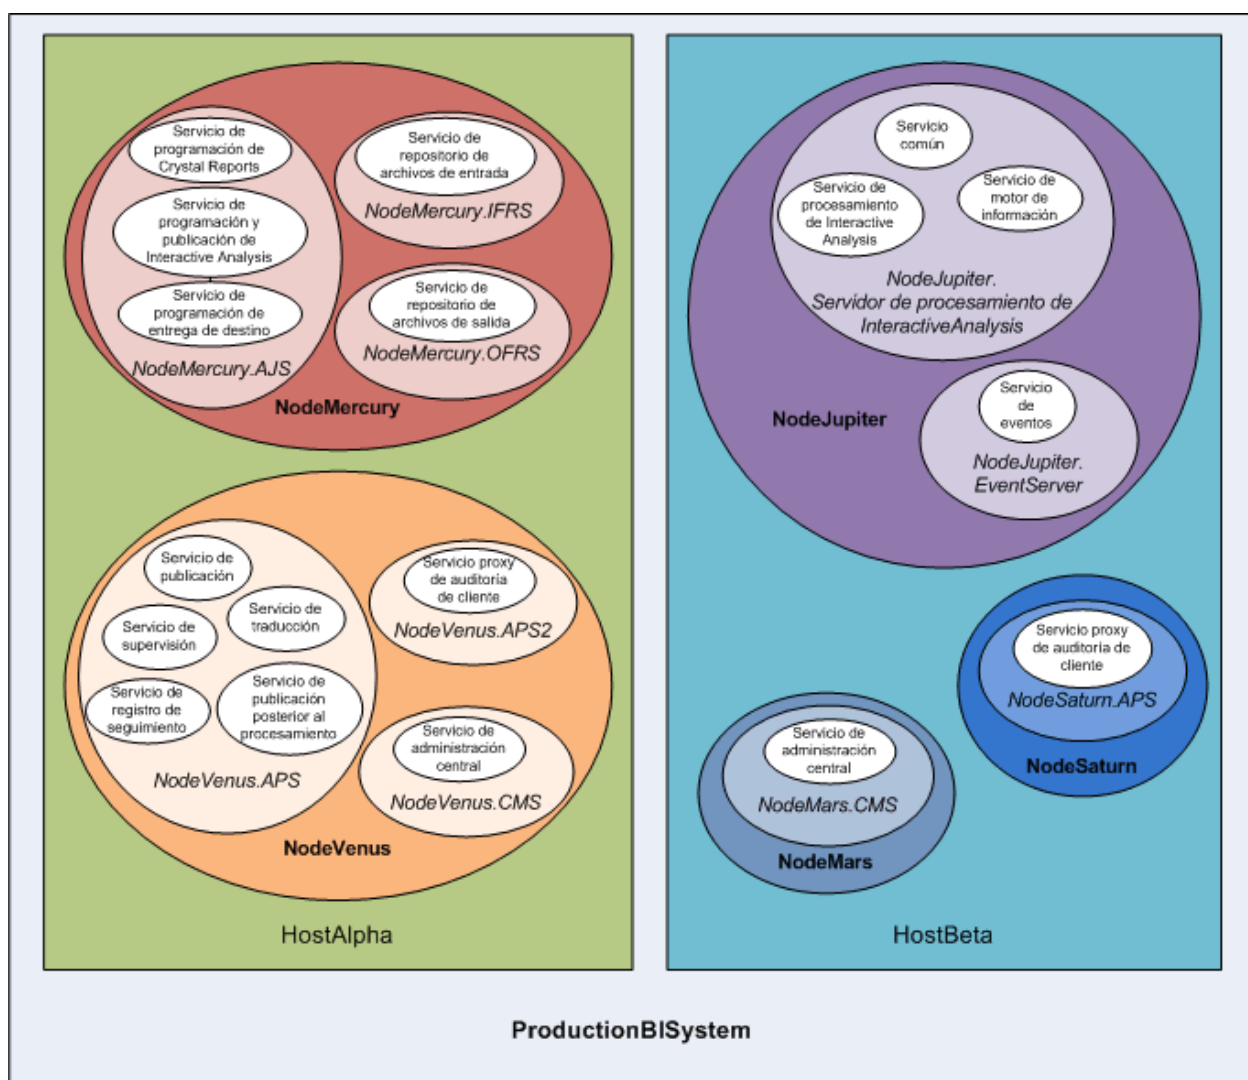 Servicio de
programación de
Crystal Reports
Servicio de
programación y
publicación de
Interactive Analysis
Servicio de
programación de
entrega de destino
NodeMercury.AJS
Servicio de
repositorio de
archivos de entrada
NodeMercury.IFRS
Servicio de
repositorio de
archivos de salida
NodeMercury.OFRS
NodeMercury
Servicio de
publicación
Servicio de
traducción
Servicio de
supervisión
Servicio de
registro de
seguimiento
Servicio de
publicación
posterior al
procesamiento
NodeVenus.APS
Servicio proxy
de auditoría
de cliente
NodeVenus.APS2
Servicio de
administración
central
NodeVenus.CMS
NodeVenus
HostAlpha
Servicio
común
Servicio de
procesamiento
de Interactive
Analysis
Servicio de
motor de
información
NodeJupiter.
Servidor de procesamiento de
InteractiveAnalysis
NodeJupiter
Servicio
de
eventos
NodeJupiter.
EventServer
Servicio proxy
de auditoría de
cliente
NodeSaturn.APS
NodeSaturn
Servicio de
administración
central
NodeMars.CMS
NodeMars
HostBeta
ProductionBISystem